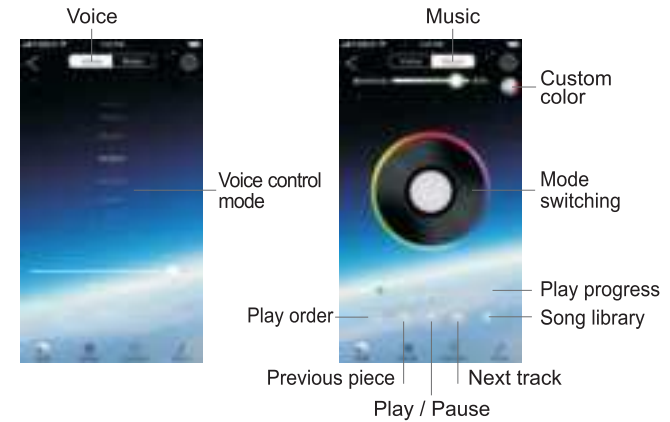 Voice
Music
Custom
color
Voice control
mode
Mode
switching
Play progress
Play order
Song library
Previous piece
Next track
Play / Pause